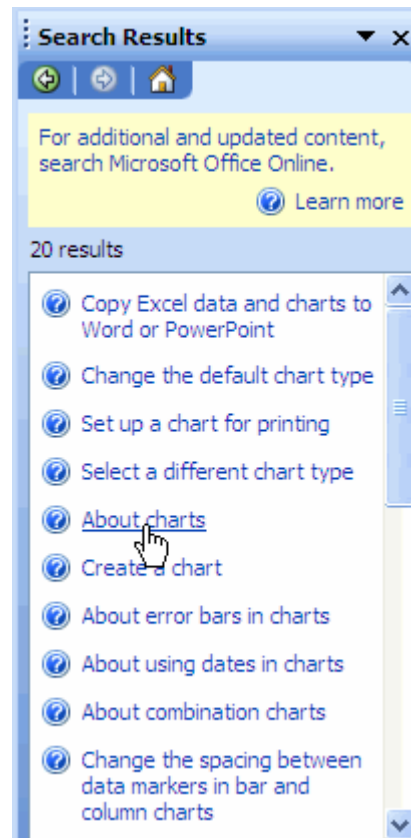 Search Results
For additional and updated content,
search Microsoft Office Online.
Learn more
20 results
Copy Excel data and charts to
Word or PowerPoint
Change the default chart type
Set up a chart for printing
Select a different chart type
About charts
Create a chart
About error bars in charts
About using dates in charts
About combination charts
Change the spacing between
data markers in bar and
column charts